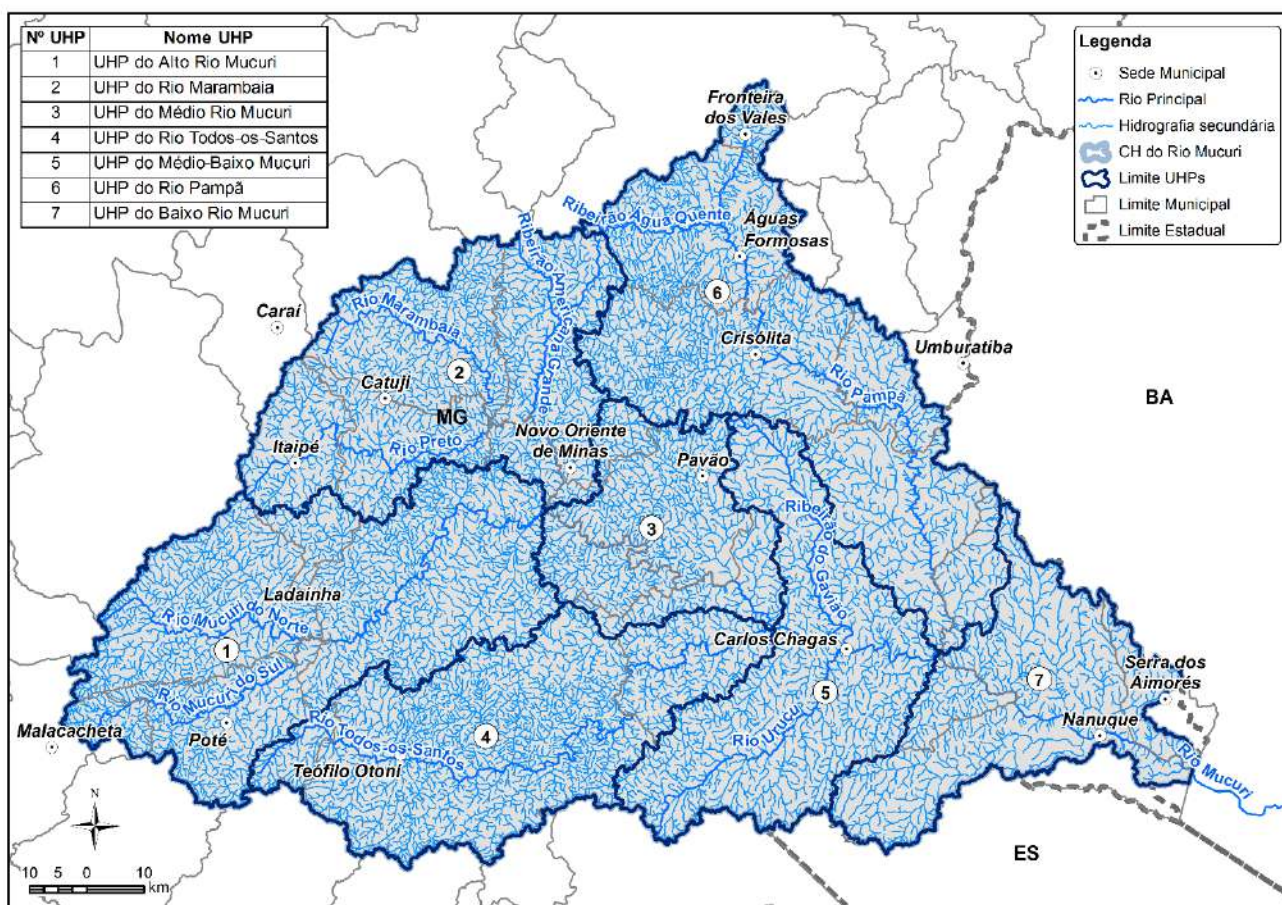 Nº UHP Nome UHP
1 UHP do Alto Rio Mucuri
2 UHP do Rio Marambaia
3 UHP do Médio Rio Mucuri
4 UHP do Rio Todos-os-Santos
5 UHP do Médio-Baixo Mucuri
6 UHP do Rio Pampã
7 UHP do Baixo Rio Mucuri
Legenda
Sede Municipal
Rio Principal
Hidrografia secundária
CH do Rio Mucuri
Limite UHPs
Limite Municipal
Limite Estadual
Fronteira
dos Vales
Ribeirão Água Quente
Águas
Formosas
6
Ribeirão Americana Grande
Caraí
Rio Marambaia
Crisólita
Umburatiba
2
Catuji
MG
Rio Pampã
BA
Rio Preto
Novo Oriente
de Minas
Itaipé
Pavão
3
Ribeirão do Gavião
Ladainha
Rio Mucuri do Norte
1
Carlos Chagas
Rio Mucuri do Sul
5
7
Serra dos
Aimorés
Malacacheta
Poté
4
Rio Urucu
Nanuque
Rio Todos-os-Santos
Teófilo Otoni
Rio Mucuri
N
ES
10 5 0 10
km